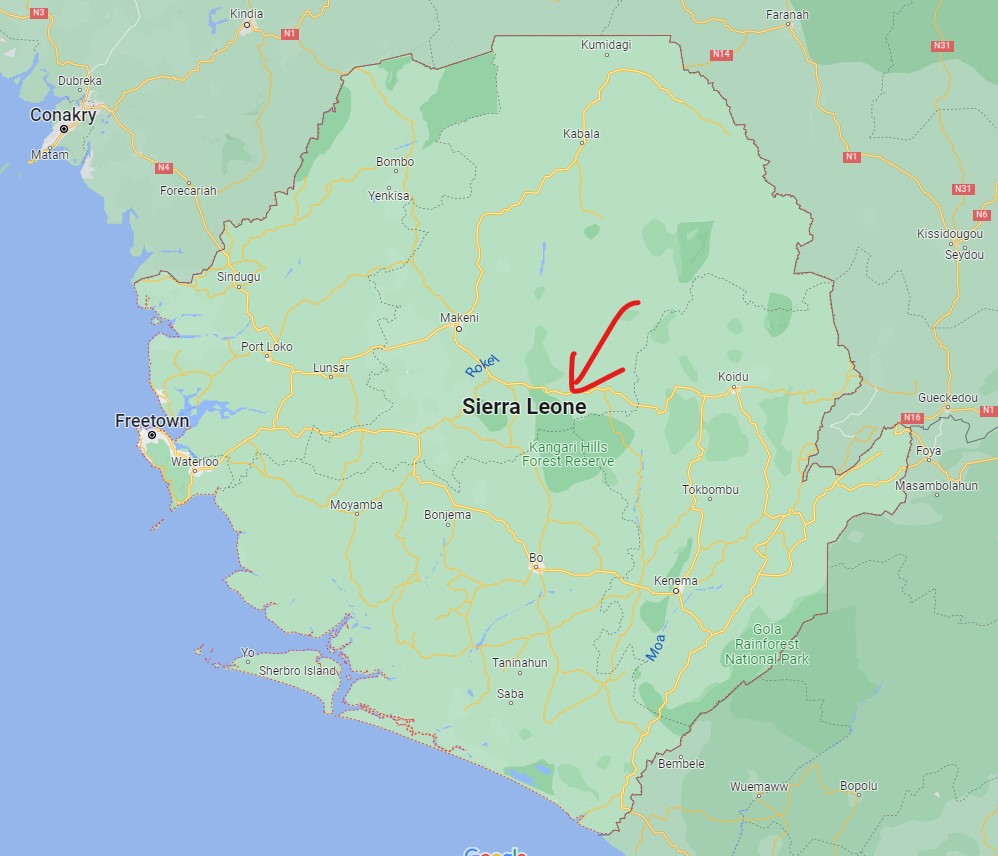 N3
Kindia
N1
Faranah
Kumidagi
N14
N31
Dubreka
Conakry
Matam
Kabala
N1
Bombo
N4
Forecariah
Yenkisa
N31
N6
Kissidougou
Seydou
Sindugu
Makeni
Port Loko
Lunsar
Rokel
Koidu
Sierra Leone
Gueckedou
N16
N1
Freetown
Kangari Hills
Forest Reserve
Waterloo
Foya
Masambolahun
Tokbombu
Moyamba
Bonjema
Bo
Kenema
Gola
Rainforest
National Park
Moa
Yo
Sherbro Island
Taninahun
Saba
Bembele
Wuemaww
Bopolu
Google